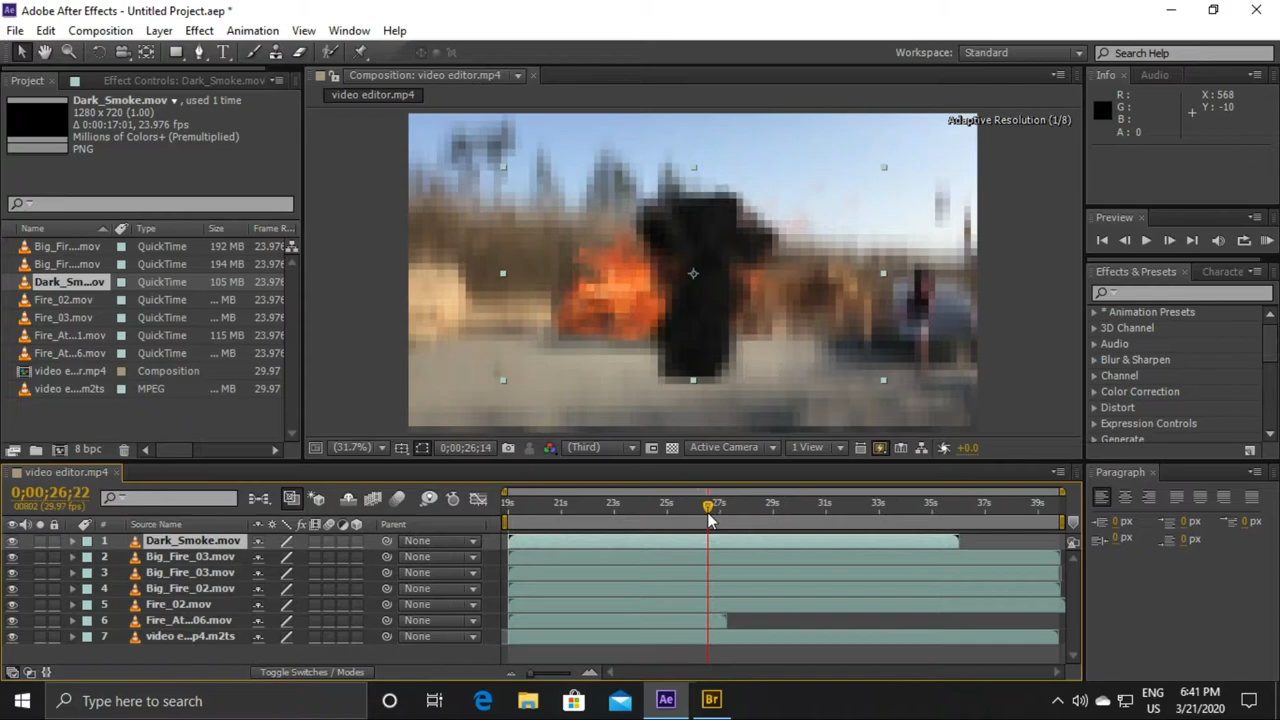 Adobe After Effects - Untitled Project.aep *
File Edit Composition Layer Effect Animation View Window Help
Workspace: Standard Search Help
Project Effect Controls: Dark_Smoke.mov
Dark_Smoke.mov ▾, used 1 time
1280 x 720 (1.00)
Δ 0:00:17:01, 23.976 fps
Millions of Colors+ (Premultiplied)
PNG
Name Type Size Frame R...
Big_Fir....mov QuickTime 192 MB 23.976
Big_Fir....mov QuickTime 194 MB 23.976
Dark_Sm...ov QuickTime 105 MB 23.976
Fire_02.mov QuickTime ... MB 23.976
Fire_03.mov QuickTime ... MB 23.976
Fire_At...1.mov QuickTime 115 MB 23.976
Fire_At...6.mov QuickTime ... MB 23.976
video e...r.mp4 Composition 29.97
video e....m2ts MPEG ... MB 29.97
8 bpc
Composition: video editor.mp4
video editor.mp4
Adaptive Resolution (1/8)
(31.7%) 0;00;26;14 (Third) Active Camera 1 View +0.0
Info Audio
R : X : 568
G : Y : -10
B :
A : 0
Preview
Effects & Presets Characte
* Animation Presets
3D Channel
Audio
Blur & Sharpen
Channel
Color Correction
Distort
Expression Controls
Generate
Paragraph
0 px 0 px 0 px
0 px 0 px
video editor.mp4
0;00;26;22
00802 (29.97 fps)
19s 21s 23s 25s 27s 29s 31s 33s 35s 37s 39s
# Source Name Parent
1 Dark_Smoke.mov None
2 Big_Fire_03.mov None
3 Big_Fire_03.mov None
4 Big_Fire_02.mov None
5 Fire_02.mov None
6 Fire_At...06.mov None
7 video e...p4.m2ts None
Toggle Switches / Modes
Type here to search
Ae Br
ENG 6:41 PM
US 3/21/2020